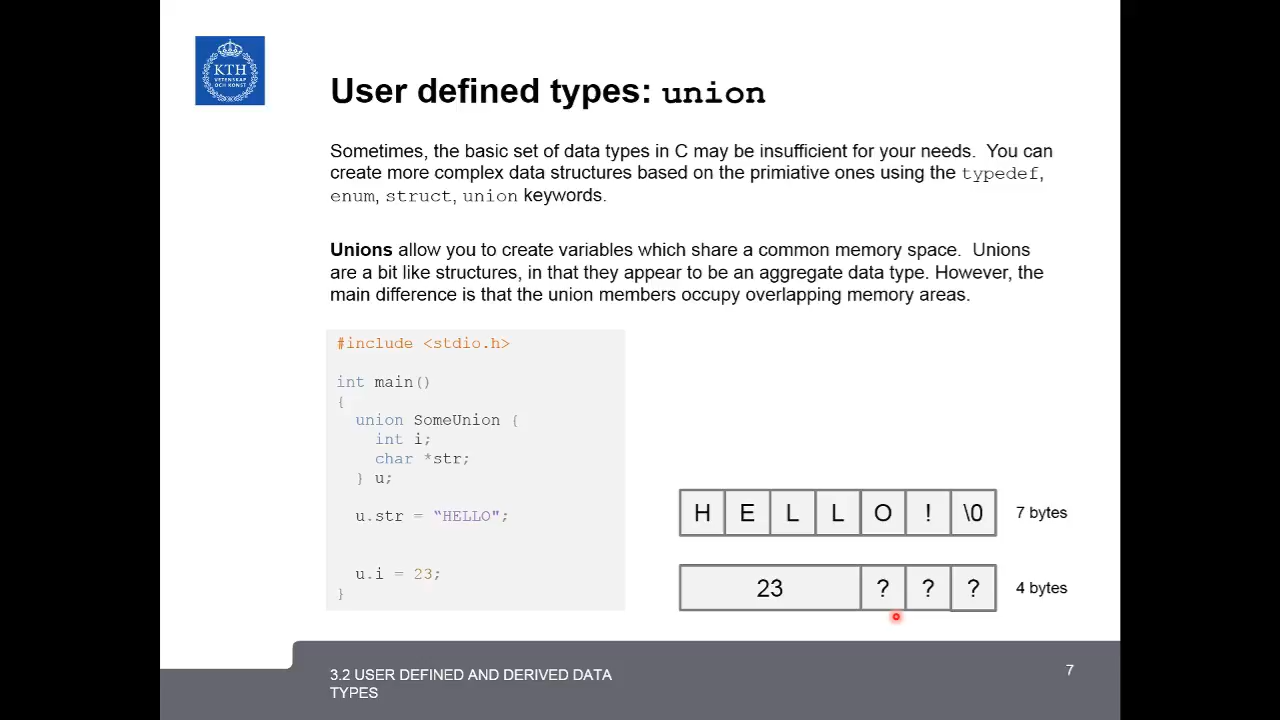 KTH
VETENSKAP
OCH KONST
User defined types: union
Sometimes, the basic set of data types in C may be insufficient for your needs.  You can
create more complex data structures based on the primiative ones using the typedef,
enum, struct, union keywords.
Unions allow you to create variables which share a common memory space.  Unions
are a bit like structures, in that they appear to be an aggregate data type. However, the
main difference is that the union members occupy overlapping memory areas.
#include <stdio.h>
int main()
{
union SomeUnion {
int i;
char *str;
} u;
u.str = “HELLO";
u.i = 23;
}
H E L L O ! \0 7 bytes
23 ? ? ? 4 bytes
3.2 USER DEFINED AND DERIVED DATA
TYPES
7